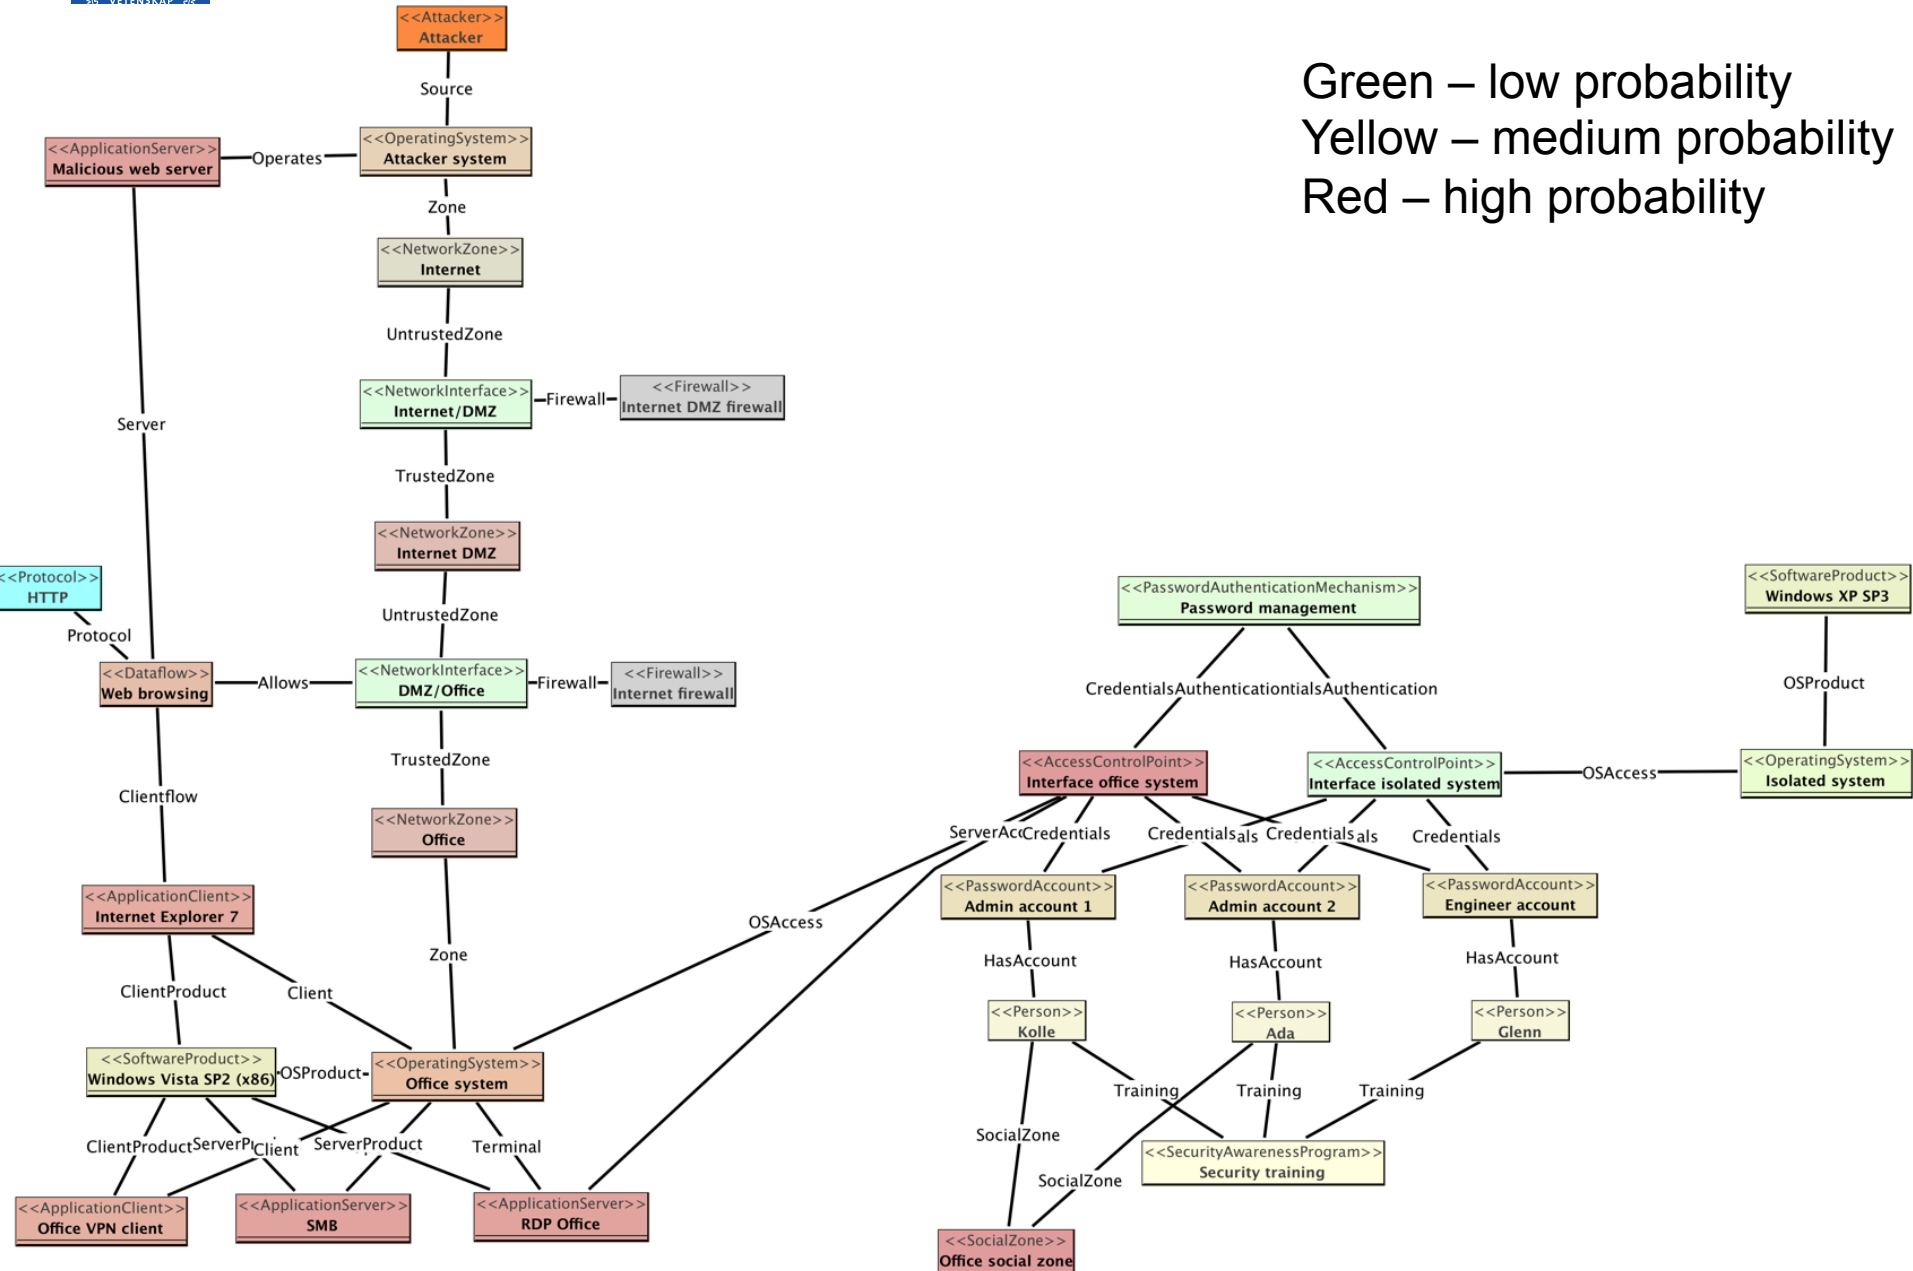 VETENSKAP
<<Attacker>>
Attacker
Green – low probability
Yellow – medium probability
Red – high probability
Source
<<ApplicationServer>>
Malicious web server
Operates
<<OperatingSystem>>
Attacker system
Zone
<<NetworkZone>>
Internet
UntrustedZone
<<NetworkInterface>>
Internet/DMZ
Firewall
<<Firewall>>
Internet DMZ firewall
Server
TrustedZone
<<NetworkZone>>
Internet DMZ
<<Protocol>>
HTTP
Protocol
UntrustedZone
<<PasswordAuthenticationMechanism>>
Password management
<<SoftwareProduct>>
Windows XP SP3
<<Dataflow>>
Web browsing
Allows
<<NetworkInterface>>
DMZ/Office
Firewall
<<Firewall>>
Internet firewall
CredentialsAuthenticationtialsAuthentication
OSProduct
TrustedZone
Clientflow
<<AccessControlPoint>>
Interface office system
<<AccessControlPoint>>
Interface isolated system
OSAccess
<<OperatingSystem>>
Isolated system
<<NetworkZone>>
Office
ServerAcc
Credentials
Credentials
als
Credentials
als
Credentials
<<ApplicationClient>>
Internet Explorer 7
<<PasswordAccount>>
Admin account 1
<<PasswordAccount>>
Admin account 2
<<PasswordAccount>>
Engineer account
OSAccess
Zone
HasAccount
HasAccount
HasAccount
ClientProduct
Client
<<Person>>
Kolle
<<Person>>
Ada
<<Person>>
Glenn
<<SoftwareProduct>>
Windows Vista SP2 (x86)
OSProduct
<<OperatingSystem>>
Office system
Training
Training
Training
ClientProduct
ServerPr
Client
ServerProduct
Terminal
SocialZone
<<SecurityAwarenessProgram>>
Security training
SocialZone
<<ApplicationClient>>
Office VPN client
<<ApplicationServer>>
SMB
<<ApplicationServer>>
RDP Office
<<SocialZone>>
Office social zone